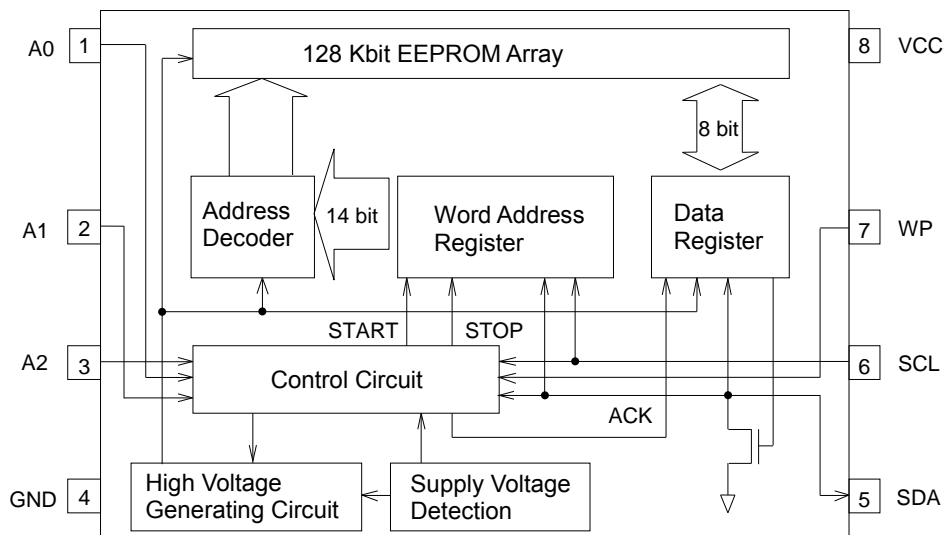 A0
1
128 Kbit EEPROM Array
8
VCC
8 bit
A1
2
Address
Decoder
14 bit
Word Address
Register
Data
Register
7
WP
START
STOP
A2
3
Control Circuit
6
SCL
ACK
GND
4
High Voltage
Generating Circuit
Supply Voltage
Detection
5
SDA